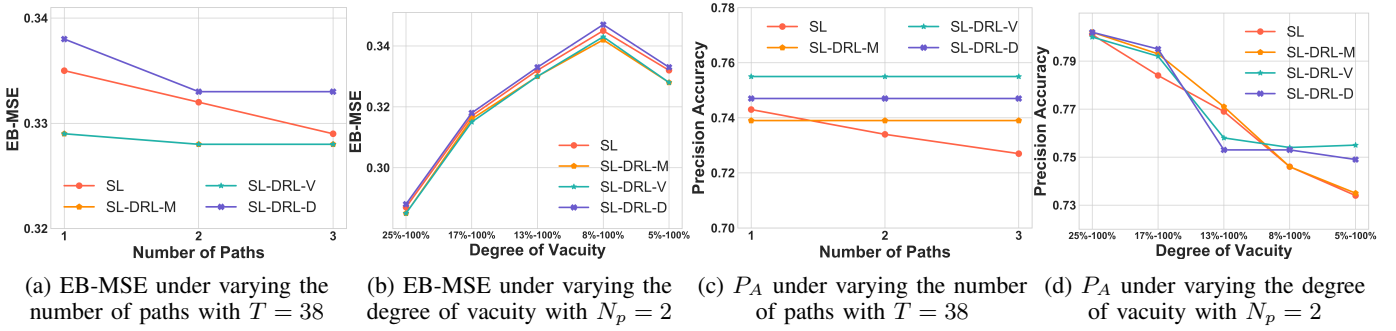 0.34
0.33
0.32
EB-MSE
SL
SL-DRL-M
SL-DRL-V
SL-DRL-D
1
2
3
Number of Paths
0.34
0.32
0.30
EB-MSE
SL
SL-DRL-M
SL-DRL-V
SL-DRL-D
25%-100%
17%-100%
13%-100%
8%-100%
5%-100%
Degree of Vacuity
0.78
0.76
0.74
0.72
0.70
Precision Accuracy
SL
SL-DRL-M
SL-DRL-V
SL-DRL-D
1
2
3
Number of Paths
0.79
0.77
0.75
0.73
Precision Accuracy
SL
SL-DRL-M
SL-DRL-V
SL-DRL-D
25%-100%
17%-100%
13%-100%
8%-100%
5%-100%
Degree of Vacuity
(a) EB-MSE under varying the
number of paths with T = 38
(b) EB-MSE under varying the
degree of vacuity with N_p = 2
(c) P_A under varying the number
of paths with T = 38
(d) P_A under varying the degree
of vacuity with N_p = 2